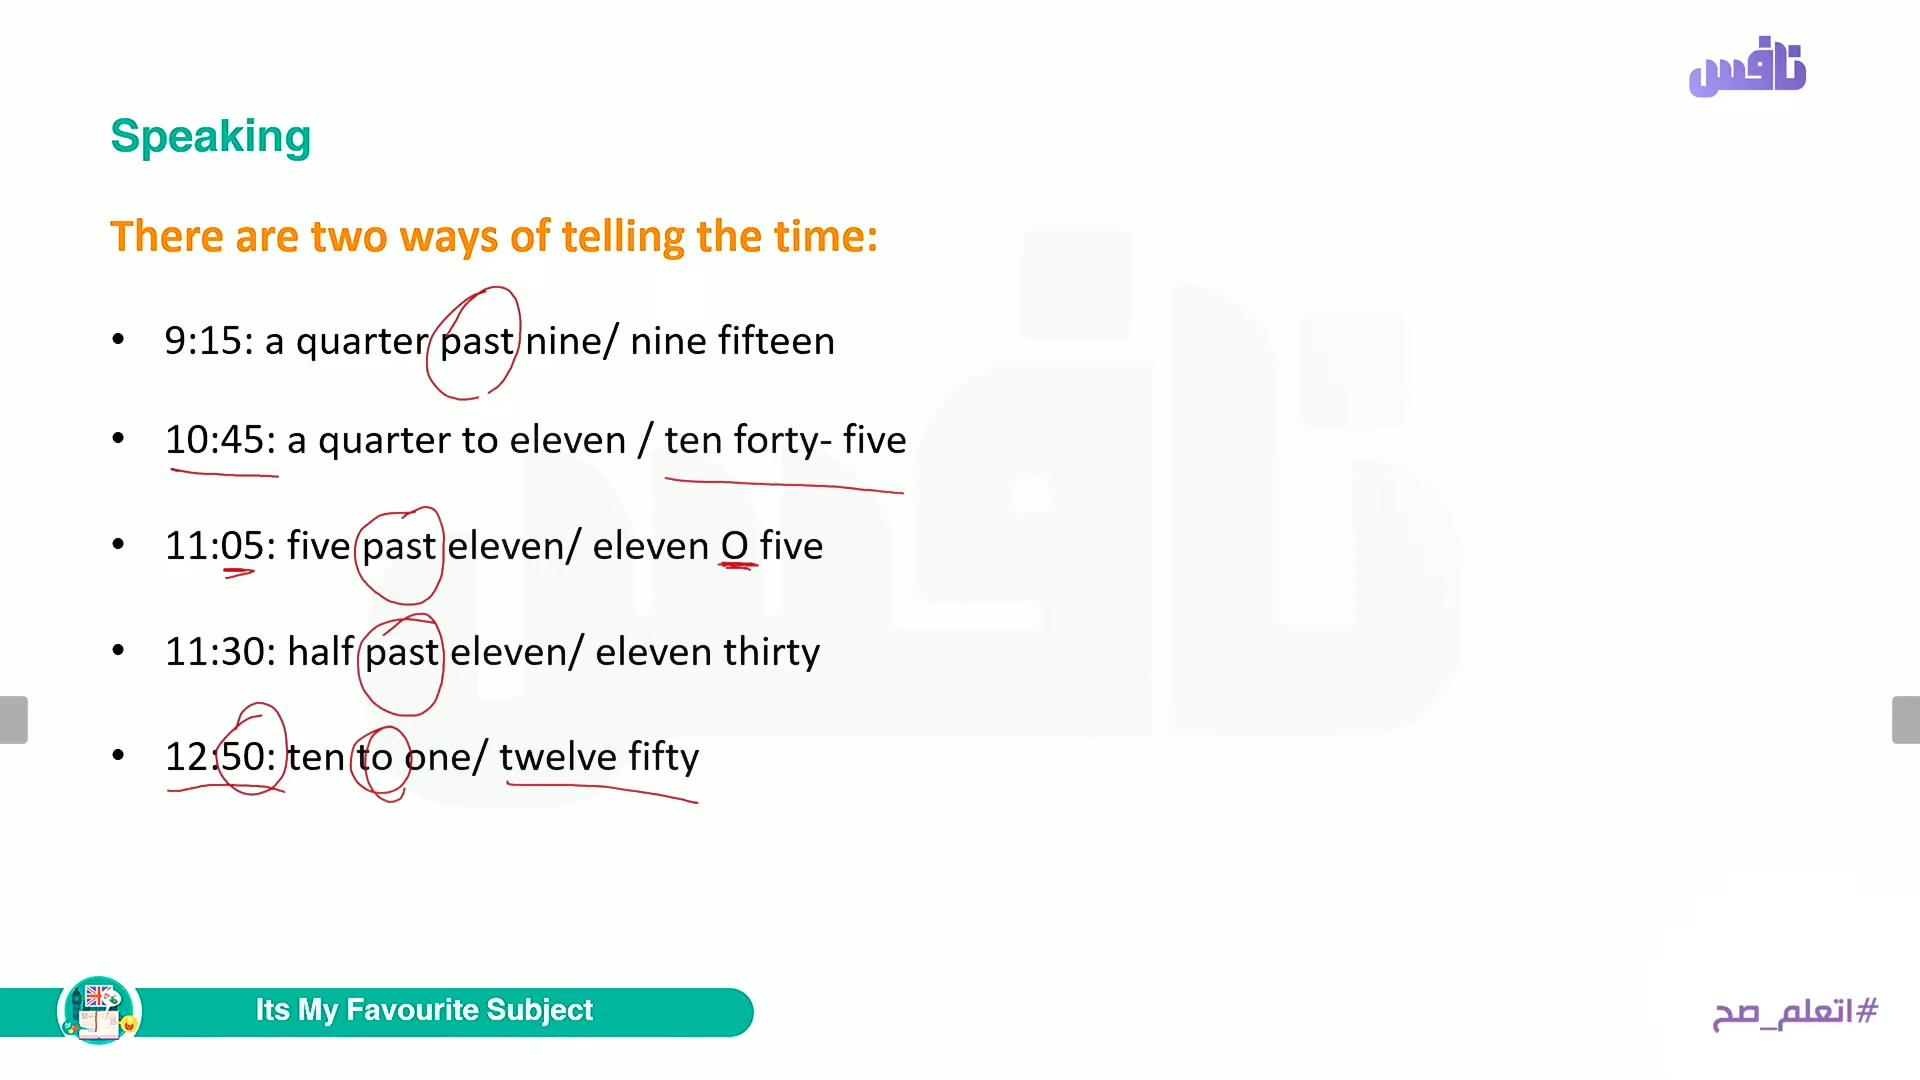 نافس
Speaking
There are two ways of telling the time:
• 9:15: a quarter past nine/ nine fifteen
• 10:45: a quarter to eleven / ten forty- five
• 11:05: five past eleven/ eleven O five
• 11:30: half past eleven/ eleven thirty
• 12:50: ten to one/ twelve fifty
Its My Favourite Subject
#اتعلم_صح